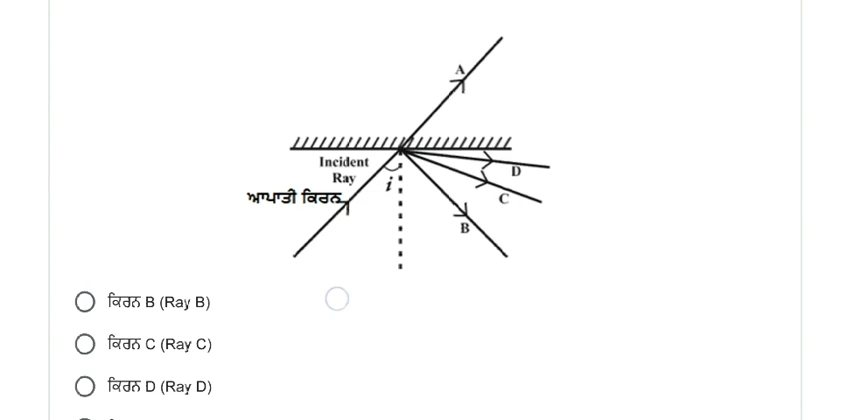 A
Incident
Ray
D
i
ਆਪਾਤੀ ਕਿਰਨ
C
B
ਕਿਰਨ B (Ray B)
ਕਿਰਨ C (Ray C)
ਕਿਰਨ D (Ray D)